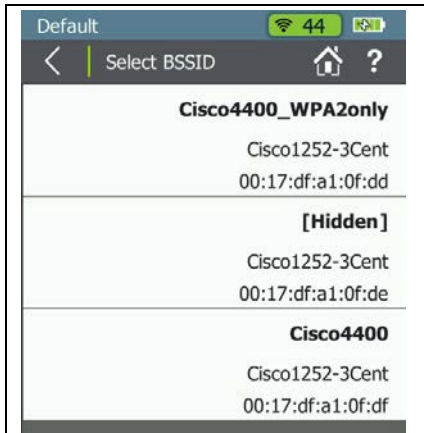 Default 44
Select BSSID ?
Cisco4400_WPA2only
Cisco1252-3Cent
00:17:df:a1:0f:dd
[Hidden]
Cisco1252-3Cent
00:17:df:a1:0f:de
Cisco4400
Cisco1252-3Cent
00:17:df:a1:0f:df